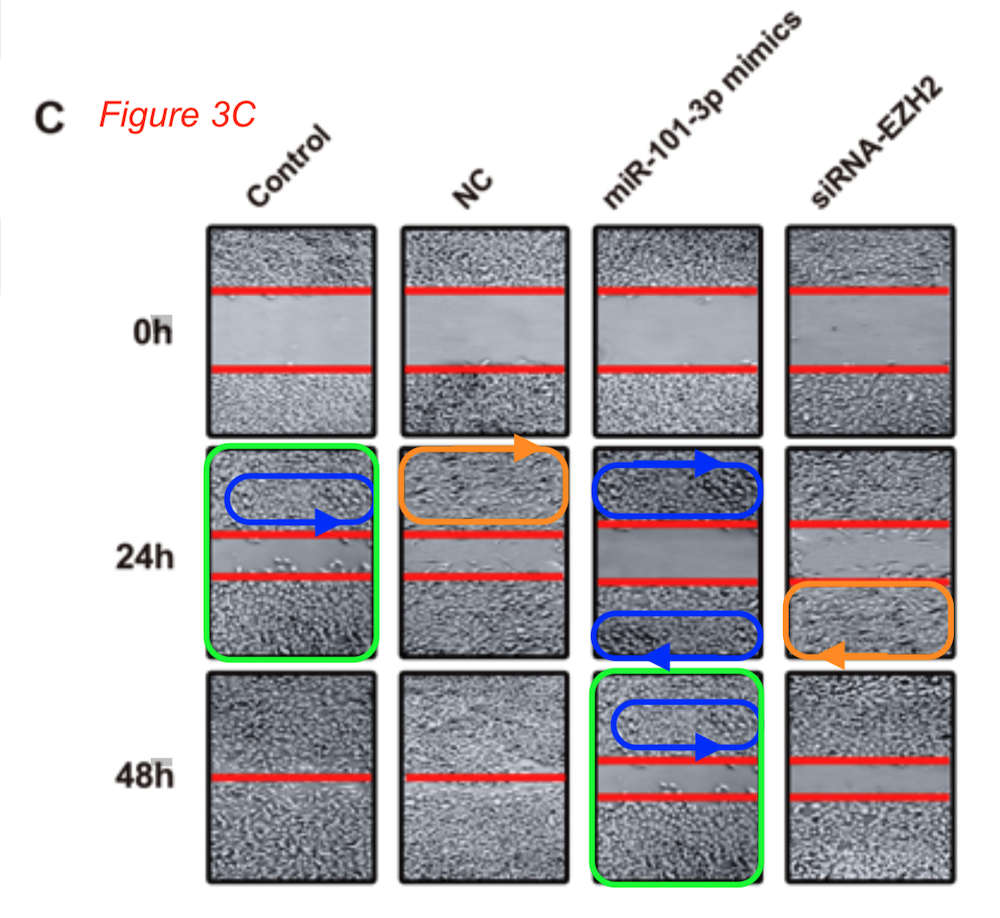 C Figure 3C
Control
NC
miR-101-3p mimics
siRNA-EZH2
0h
24h
48h